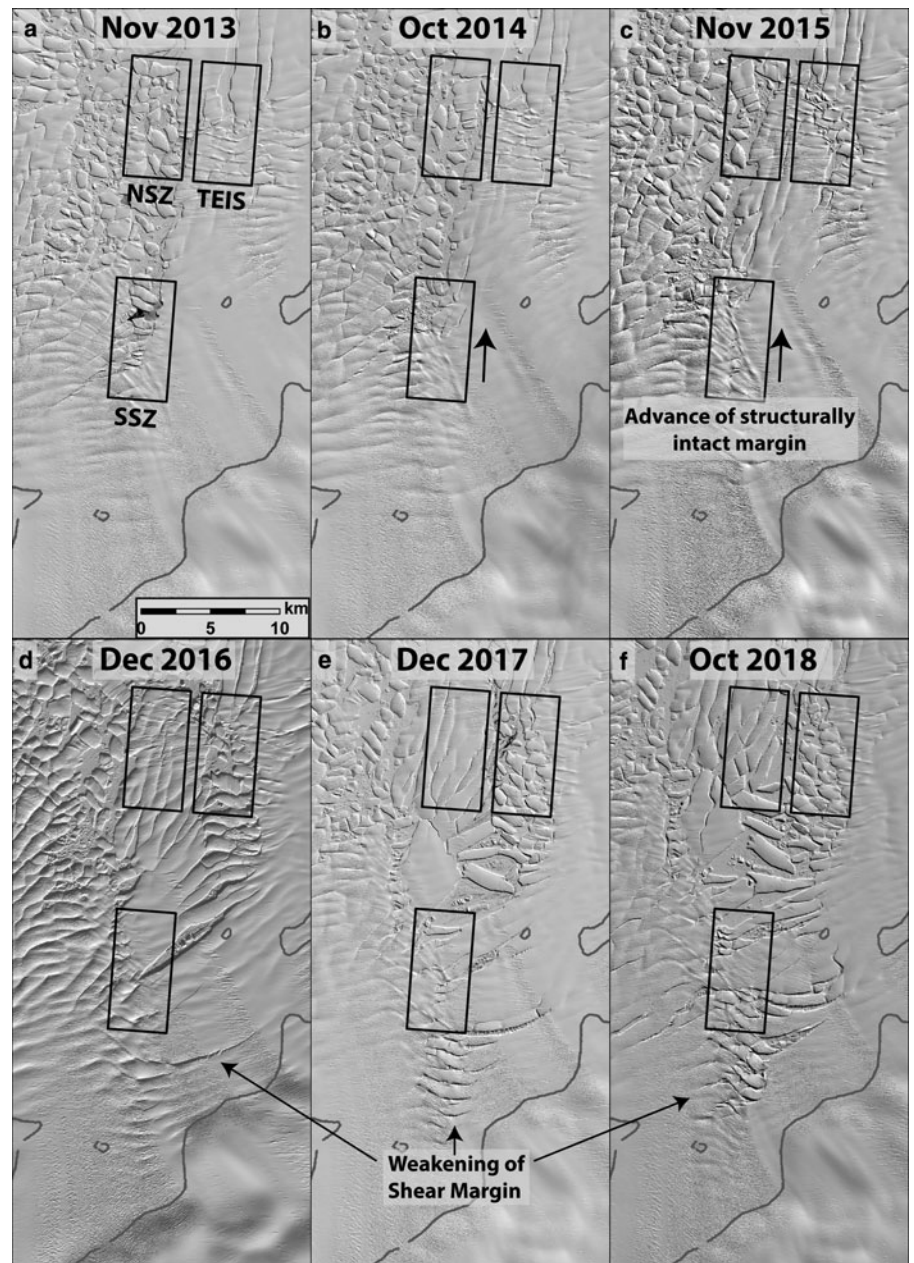 a Nov 2013
b Oct 2014
c Nov 2015
NSZ TEIS
SSZ
Advance of structurally
intact margin
km
0 5 10
d Dec 2016
e Dec 2017
f Oct 2018
Weakening of
Shear Margin